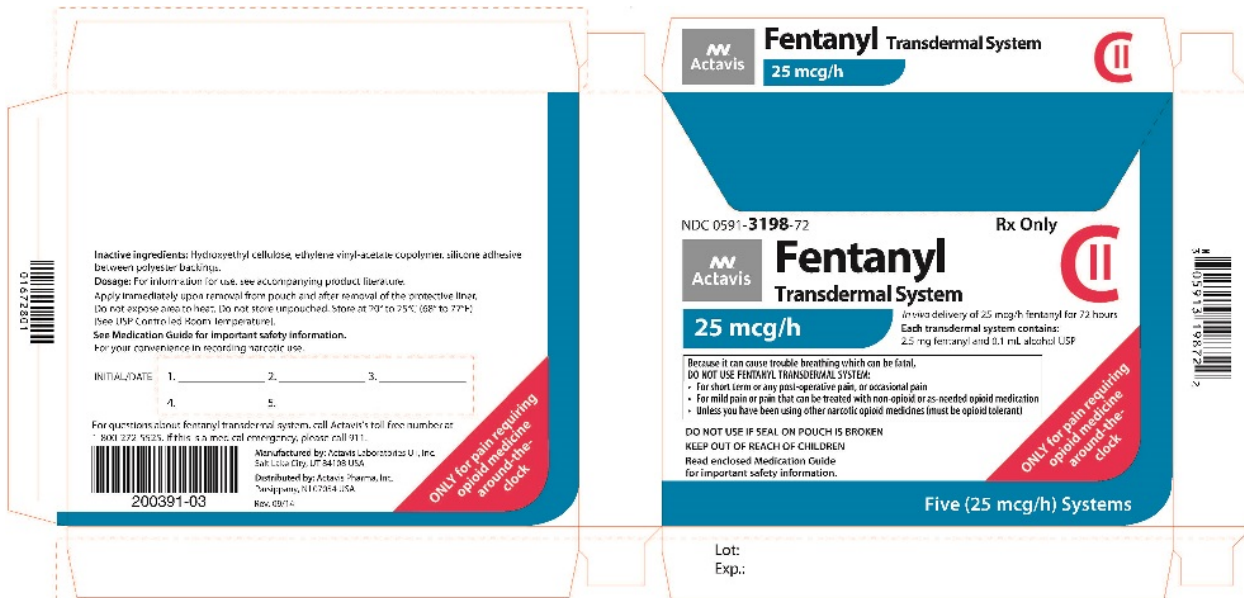 Actavis
Fentanyl Transdermal System
25 mcg/h
CII
NDC 0591-3198-72
Rx Only
Actavis
Fentanyl
Transdermal System
CII
25 mcg/h
In vivo delivery of 25 mcg/h fentanyl for 72 hours
Each transdermal system contains:
2.5 mg fentanyl and 0.1 mL alcohol USP
Because it can cause trouble breathing which can be fatal,
DO NOT USE FENTANYL TRANSDERMAL SYSTEM:
• For short term or any post-operative pain, or occasional pain
• For mild pain or pain that can be treated with non-opioid or as-needed opioid medication
• Unless you have been using other narcotic opioid medicines (must be opioid tolerant)
DO NOT USE IF SEAL ON POUCH IS BROKEN
KEEP OUT OF REACH OF CHILDREN
Read enclosed Medication Guide
for important safety information.
ONLY for pain requiring
opioid medicine
around-the-
clock
Five (25 mcg/h) Systems
Lot:
Exp.:
3 05913 19872 2
N
01672801
Inactive ingredients: Hydroxyethyl cellulose, ethylene vinyl-acetate copolymer, silicone adhesive
between polyester backings.
Dosage: For information for use, see accompanying product literature.
Apply immediately upon removal from pouch and after removal of the protective liner.
Do not expose area to heat. Do not store unpouched. Store at 20° to 25°C (68° to 77°F)
[See USP Controlled Room Temperature].
See Medication Guide for important safety information.
For your convenience in recording narcotic use.
INITIAL/DATE 1. 2. 3.
4. 5.
For questions about fentanyl transdermal system, call Actavis's toll free number at
1 800 272 5525. If this is a medical emergency, please call 911.
Manufactured by: Actavis Laboratories UT, Inc.
Salt Lake City, UT 84108 USA
Distributed by: Actavis Pharma, Inc.
Parsippany, NJ 07054 USA
Rev. 09/14
200391-03
ONLY for pain requiring
opioid medicine
around-the-
clock